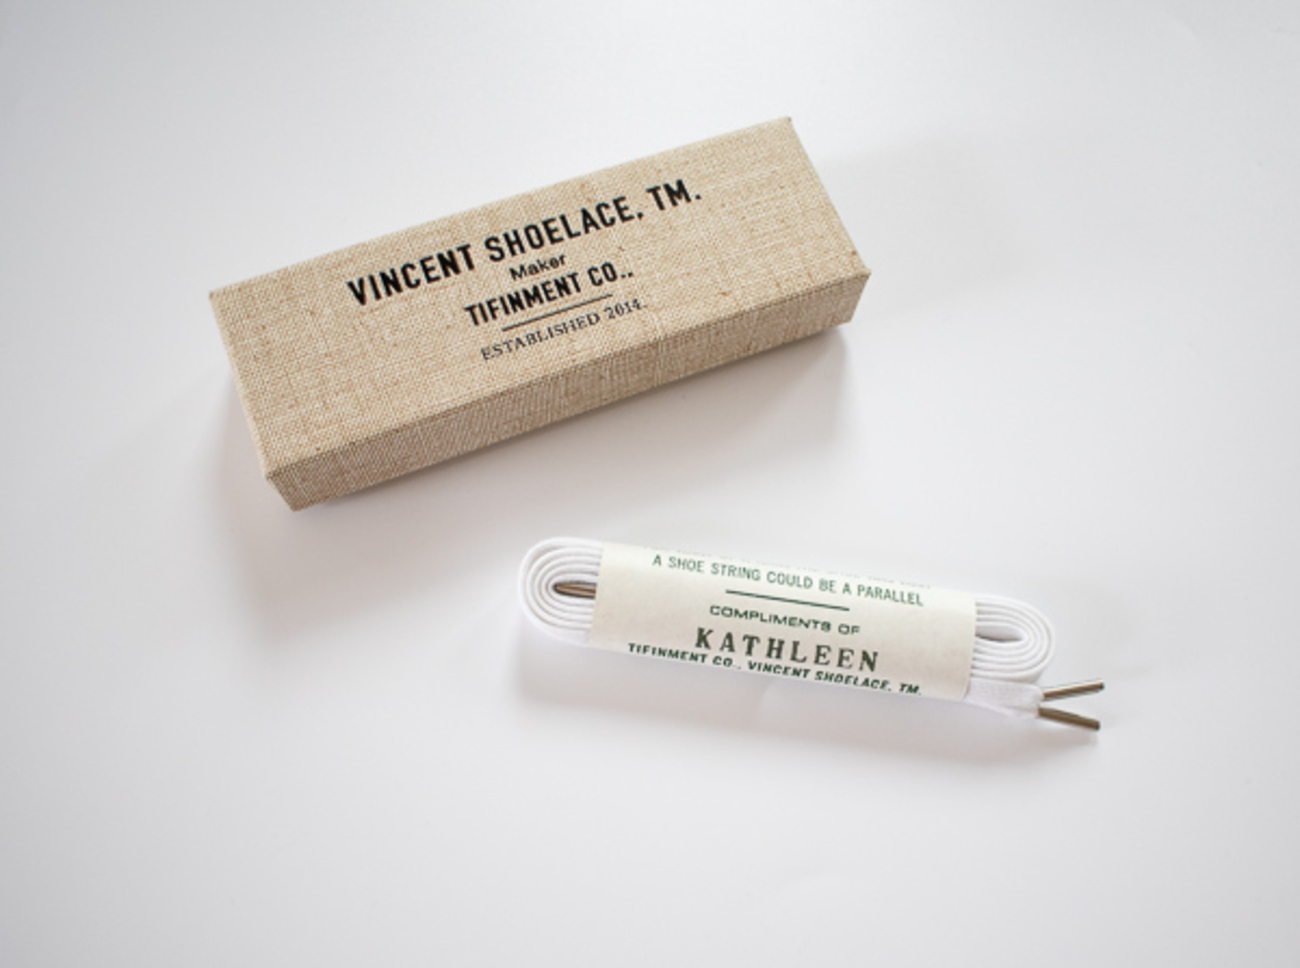 VINCENT SHOELACE, TM.
Maker
TIFINMENT CO..
ESTABLISHED 2014.
A SHOE STRING COULD BE A PARALLEL
COMPLIMENTS OF
KATHLEEN
TIFINMENT CO., VINCENT SHOELACE, TM.